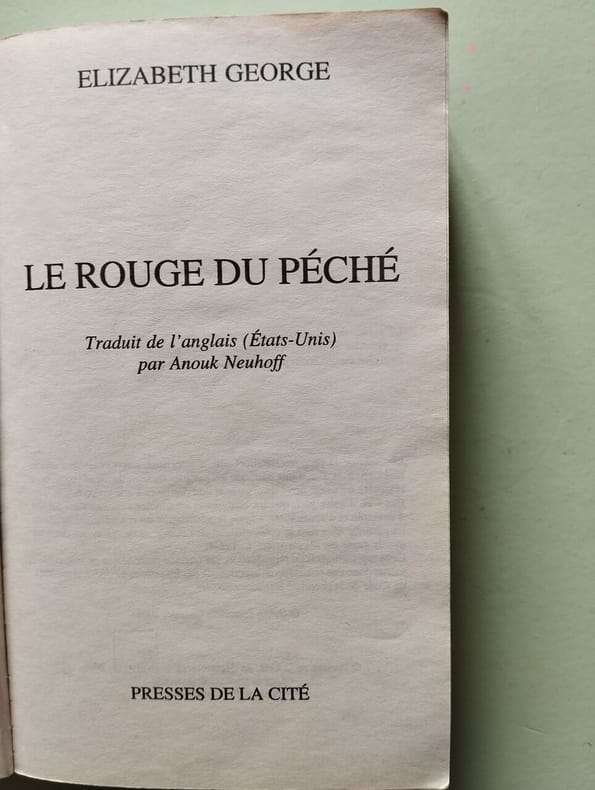 ELIZABETH GEORGE
LE ROUGE DU PÉCHÉ
Traduit de l'anglais (États-Unis)
par Anouk Neuhoff
PRESSES DE LA CITÉ